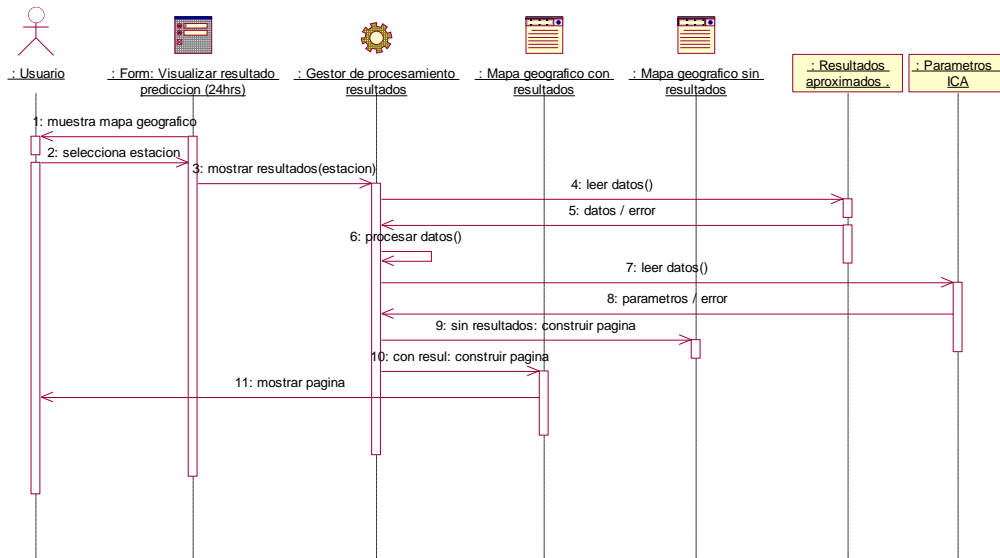 : Usuario
: Form: Visualizar resultado
prediccion (24hrs)
: Gestor de procesamiento
resultados
: Mapa geografico con
resultados
: Mapa geografico sin
resultados
: Resultados
aproximados .
: Parametros
ICA
1: muestra mapa geografico
2: selecciona estacion
3: mostrar resultados(estacion)
4: leer datos()
5: datos / error
6: procesar datos()
7: leer datos()
8: parametros / error
9: sin resultados: construir pagina
10: con resul: construir pagina
11: mostrar pagina